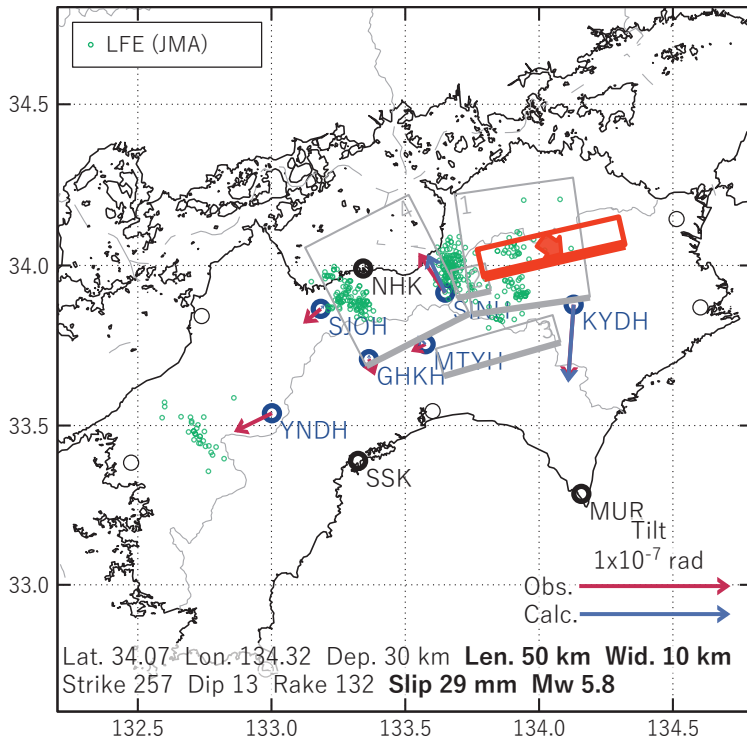 LFE (JMA)
34.5
34.0
33.5
33.0
1
4
3
NHK
SINH
KYDH
SJOH
MTYH
GHKH
YNDH
SSK
MUR
Tilt
1x10⁻⁷ rad
Obs.
Calc.
Lat. 34.07 Lon. 134.32 Dep. 30 km Len. 50 km Wid. 10 km
Strike 257 Dip 13 Rake 132 Slip 29 mm Mw 5.8
132.5 133.0 133.5 134.0 134.5